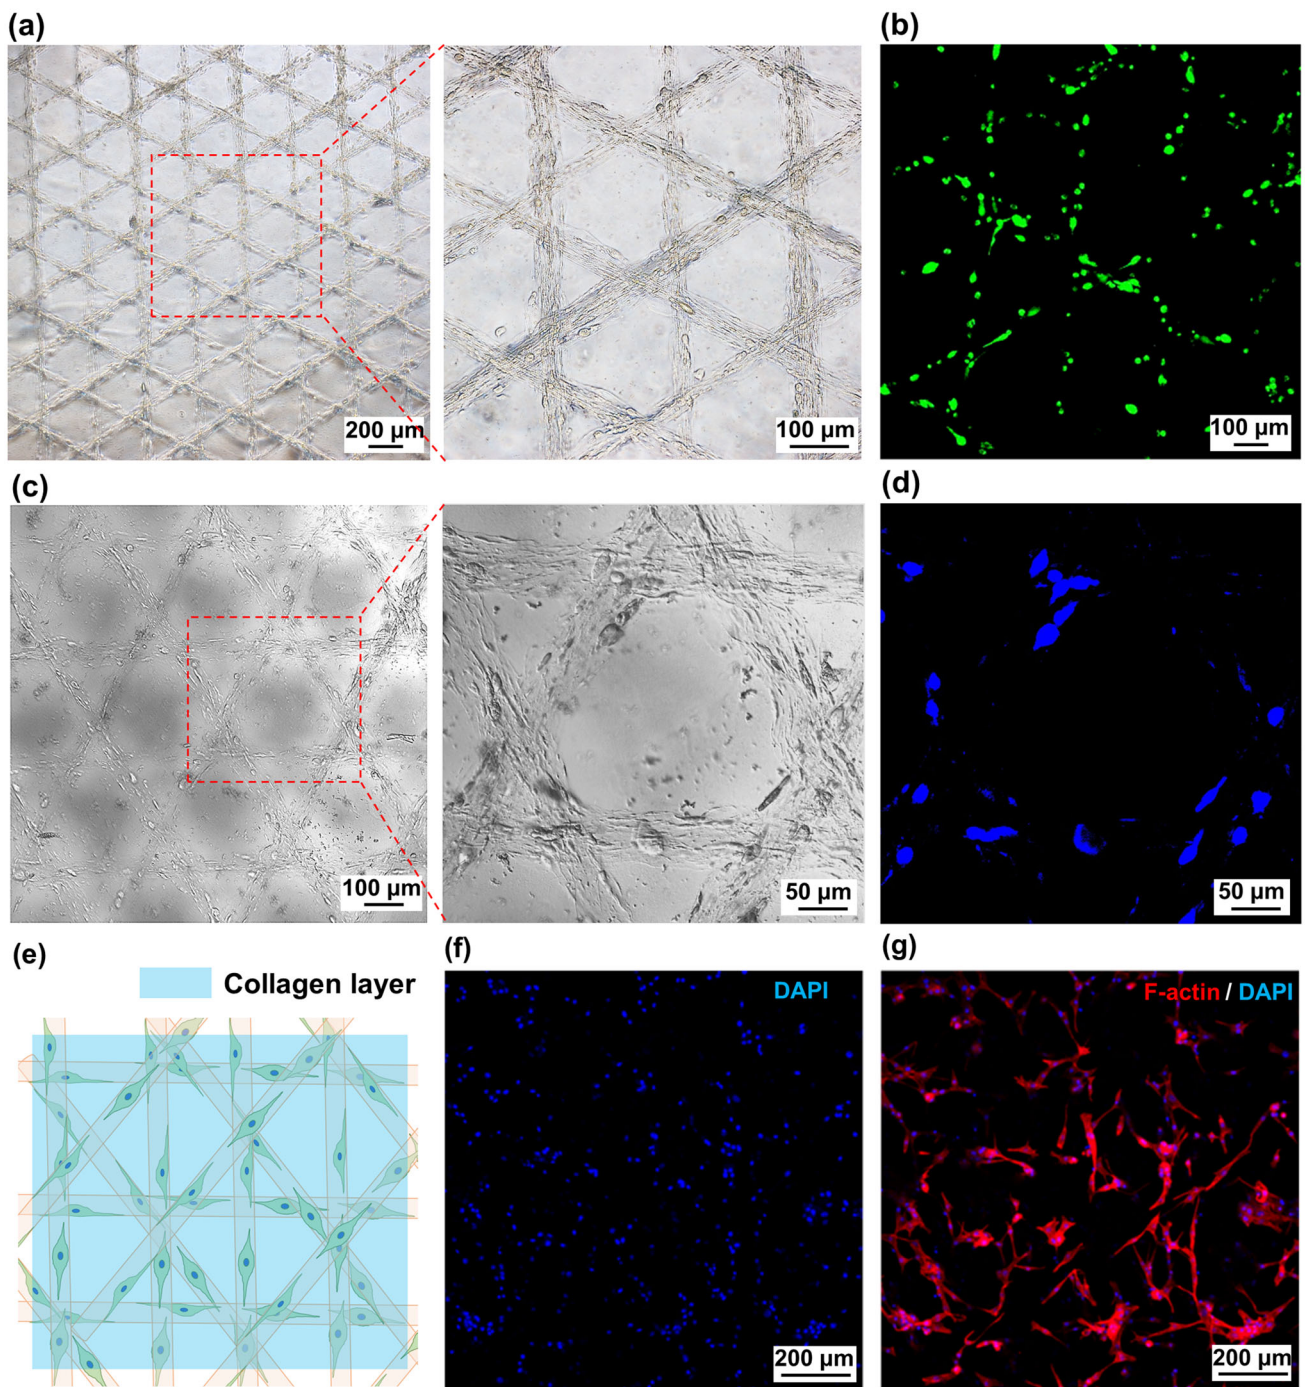 (a)
(b)
200 µm
100 µm
100 µm
(c)
(d)
100 µm
50 µm
50 µm
(e)
Collagen layer
(f)
DAPI
(g)
F-actin / DAPI
200 µm
200 µm